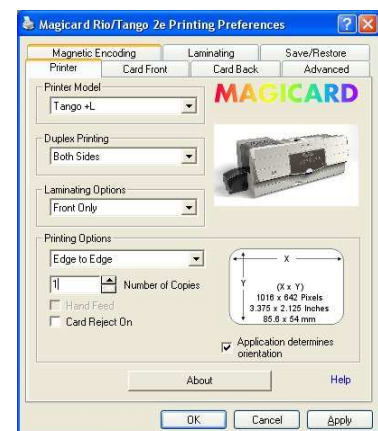 Magicard Rio/Tango 2e Printing Preferences
Magnetic Encoding Laminating Save/Restore
Printer Card Front Card Back Advanced
Printer Model
Tango +L
MAGICARD
Duplex Printing
Both Sides
Laminating Options
Front Only
Printing Options
Edge to Edge
1 Number of Copies
Hand Feed
Card Reject On
X
Y
(X x Y)
1016 x 642 Pixels
3.375 x 2.125 Inches
85.6 x 54 mm
Application determines
orientation
About
Help
OK Cancel Apply